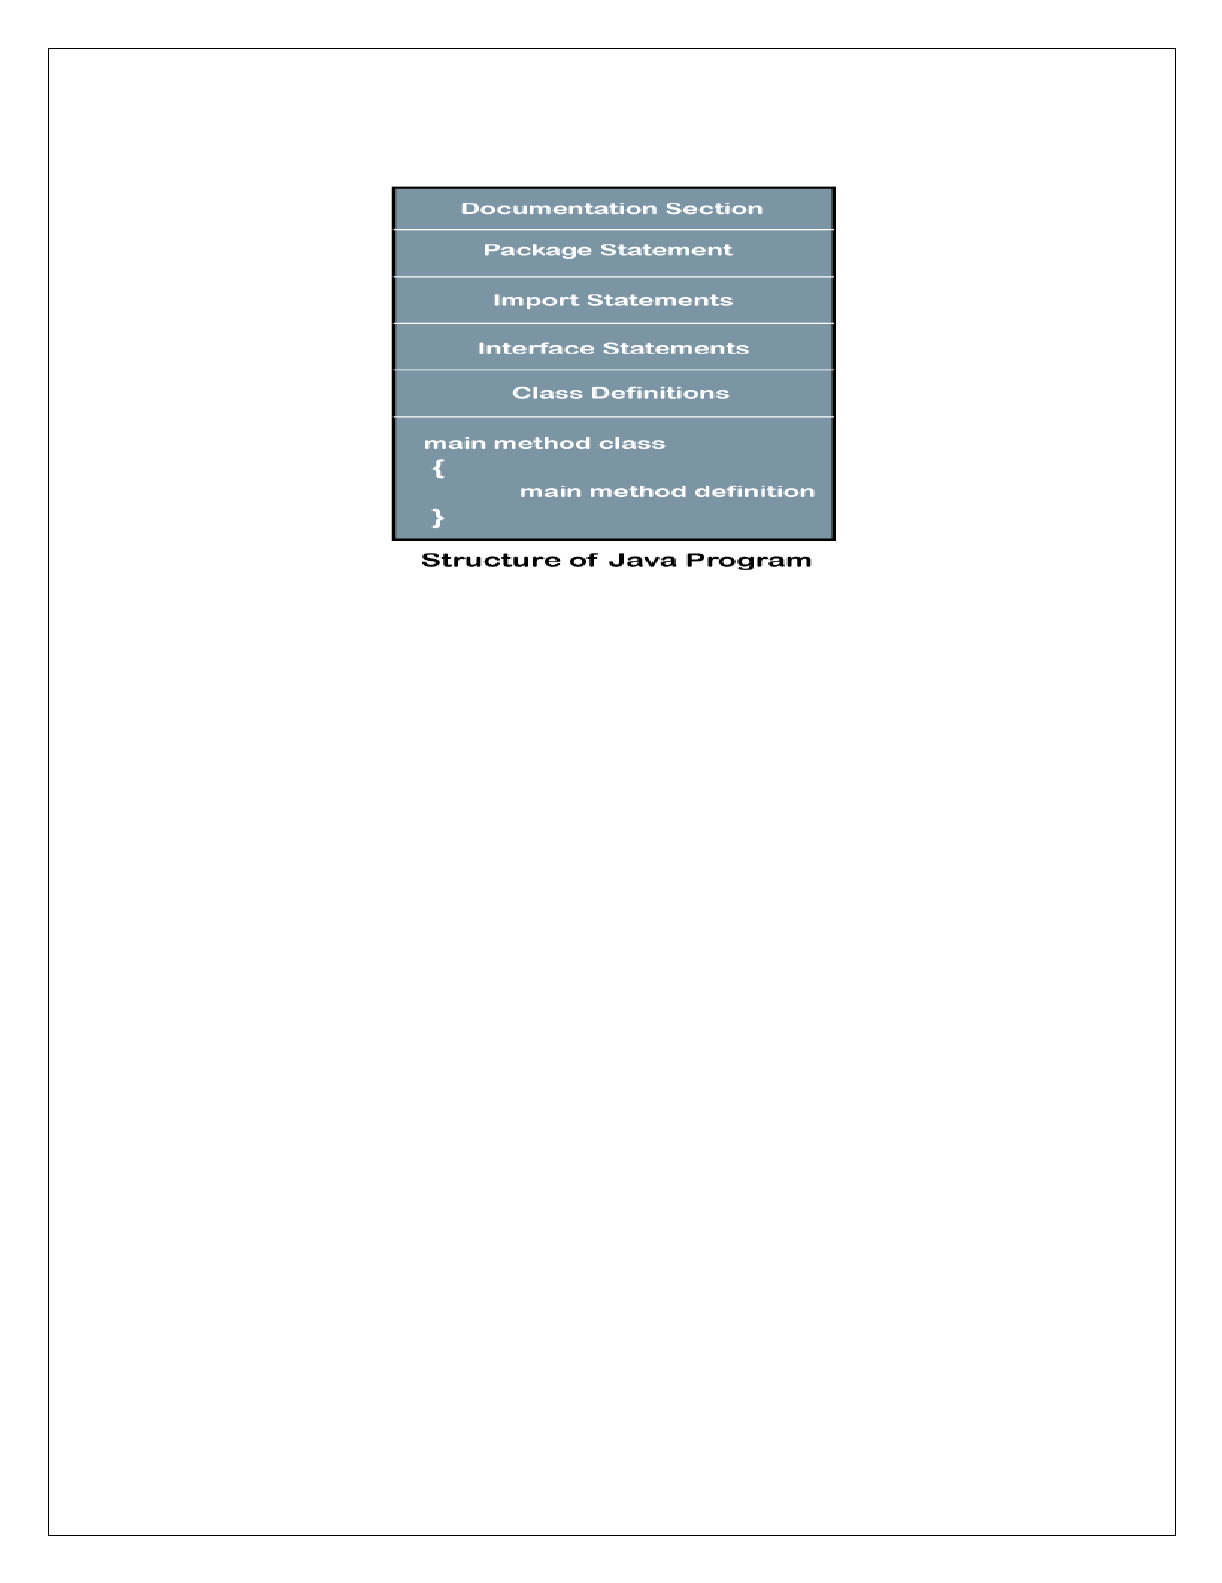 Documentation Section
Package Statement
Import Statements
Interface Statements
Class Definitions
main method class
{
main method definition
}
Structure of Java Program